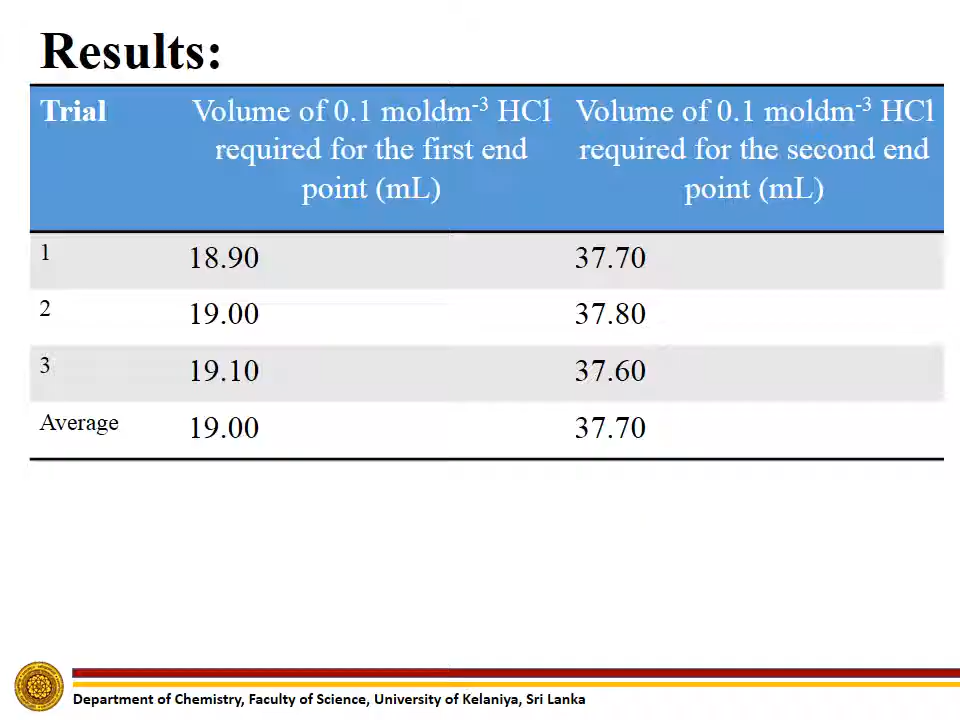 Results:
Trial
Volume of 0.1 moldm-3 HCl
required for the first end
point (mL)
Volume of 0.1 moldm-3 HCl
required for the second end
point (mL)
1 18.90 37.70
2 19.00 37.80
3 19.10 37.60
Average 19.00 37.70
Department of Chemistry, Faculty of Science, University of Kelaniya, Sri Lanka